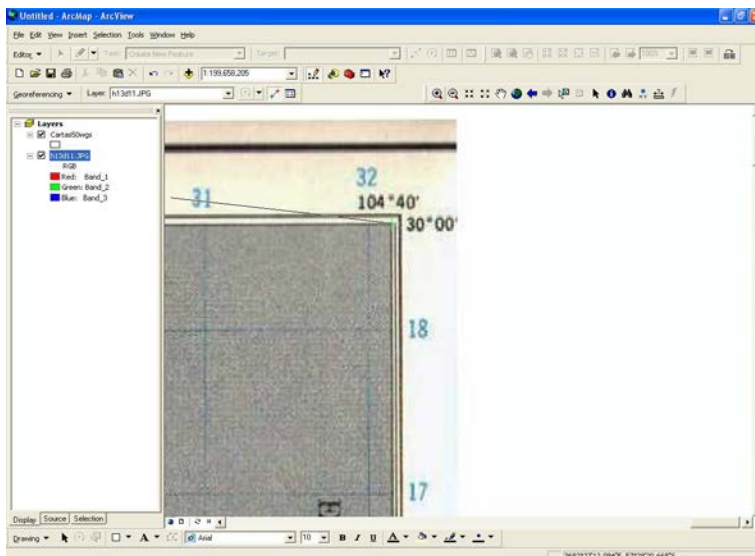 Untitled - ArcMap - ArcView
File Edit View Insert Selection Tools Window Help
Editor Task: Create New Feature Target: 100%
1:199,658,205
Georeferencing Layer: h13d11.JPG
Layers
Cartas50wgs
h13d11.JPG
RGB
Red: Band_1
Green: Band_2
Blue: Band_3
31
32
104°40'
30°00'
18
17
Display Source Selection
Drawing A Arial 10 B I U A